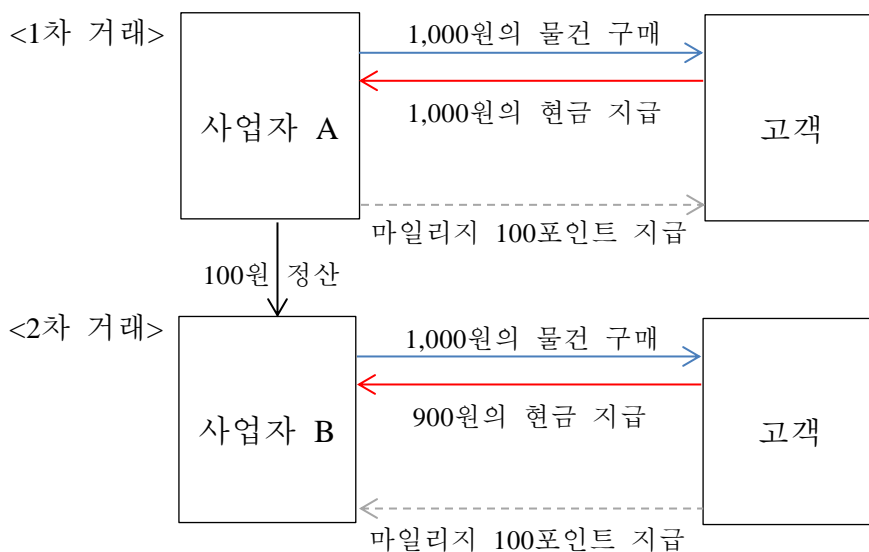 <1차 거래>
1,000원의 물건 구매
1,000원의 현금 지급
사업자 A
고객
마일리지 100포인트 지급
100원 정산
<2차 거래>
1,000원의 물건 구매
900원의 현금 지급
사업자 B
고객
마일리지 100포인트 지급